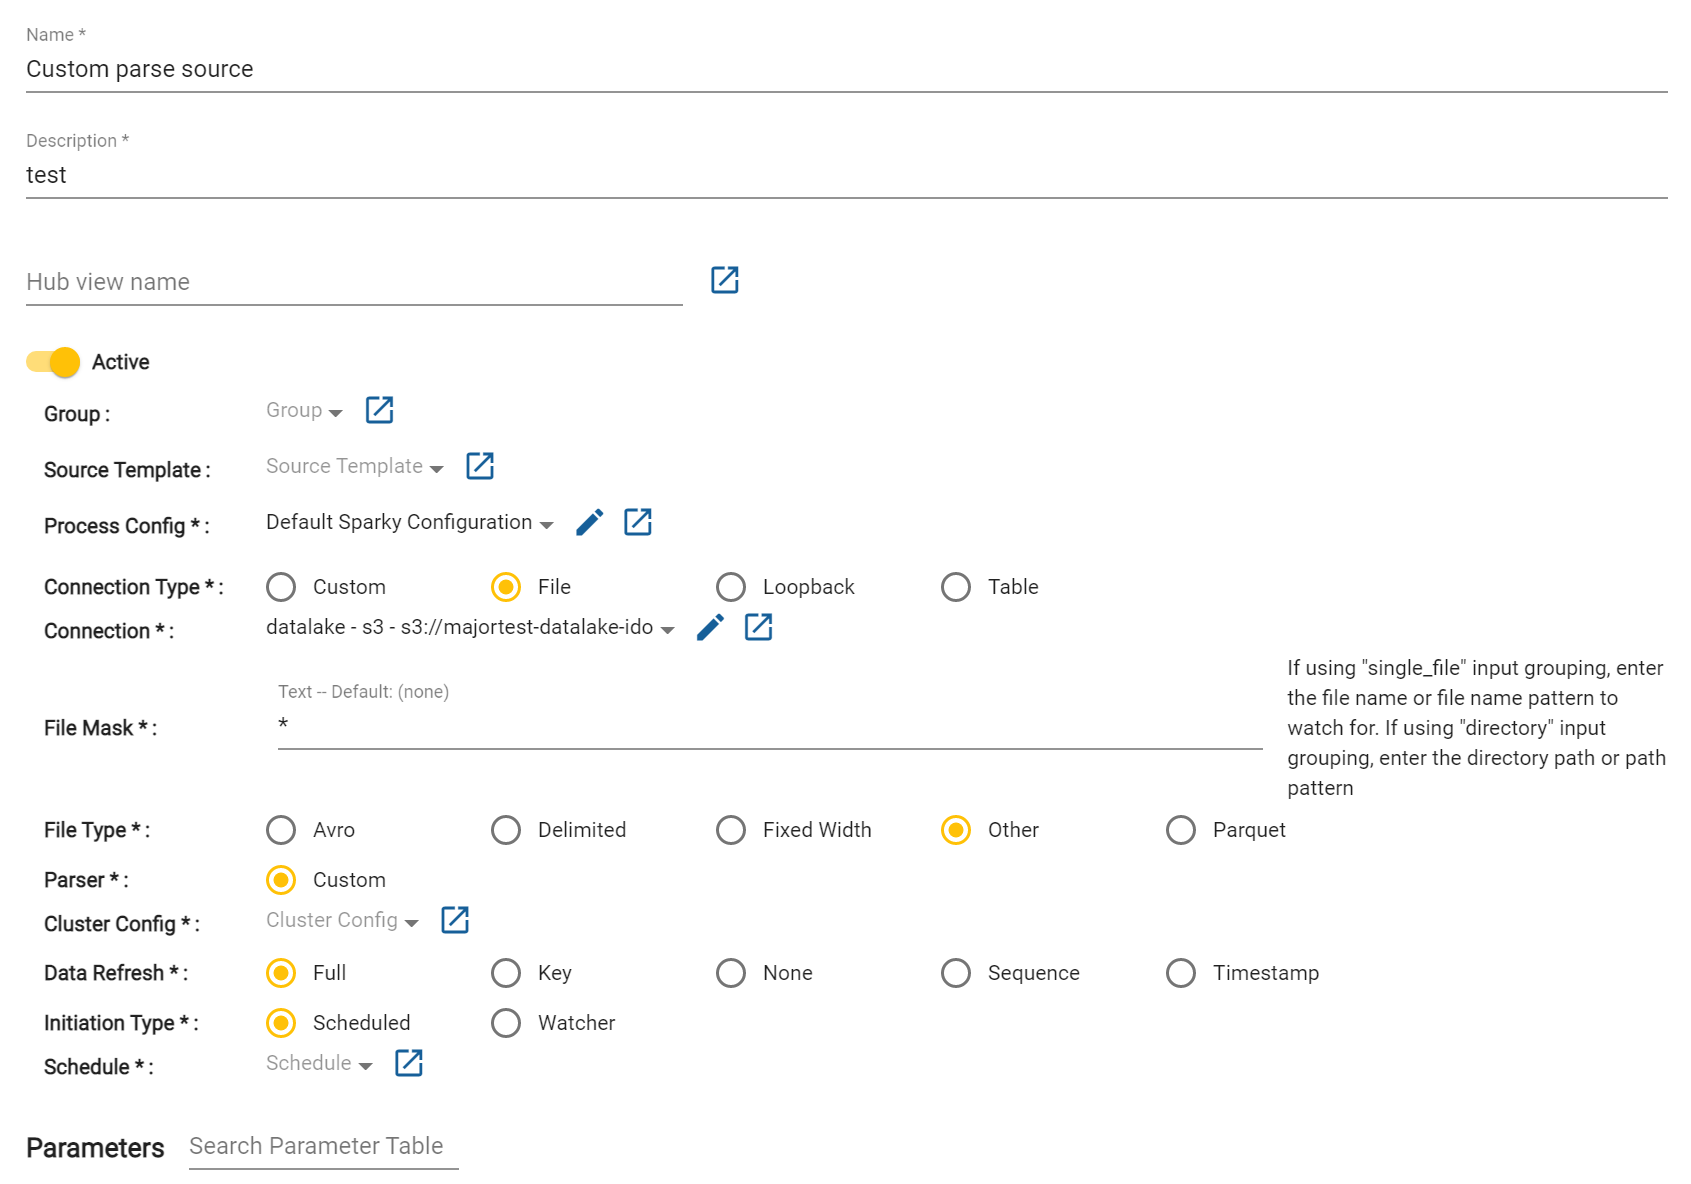 Name *
Custom parse source
Description *
test
Hub view name
Active
Group :
Group
Source Template :
Source Template
Process Config * :
Default Sparky Configuration
Connection Type * :
Custom
File
Loopback
Table
Connection * :
datalake - s3 - s3://majortest-datalake-ido
File Mask * :
Text -- Default: (none)
*
If using "single_file" input grouping, enter
the file name or file name pattern to
watch for. If using "directory" input
grouping, enter the directory path or path
pattern
File Type * :
Avro
Delimited
Fixed Width
Other
Parquet
Parser * :
Custom
Cluster Config * :
Cluster Config
Data Refresh * :
Full
Key
None
Sequence
Timestamp
Initiation Type * :
Scheduled
Watcher
Schedule * :
Schedule
Parameters
Search Parameter Table